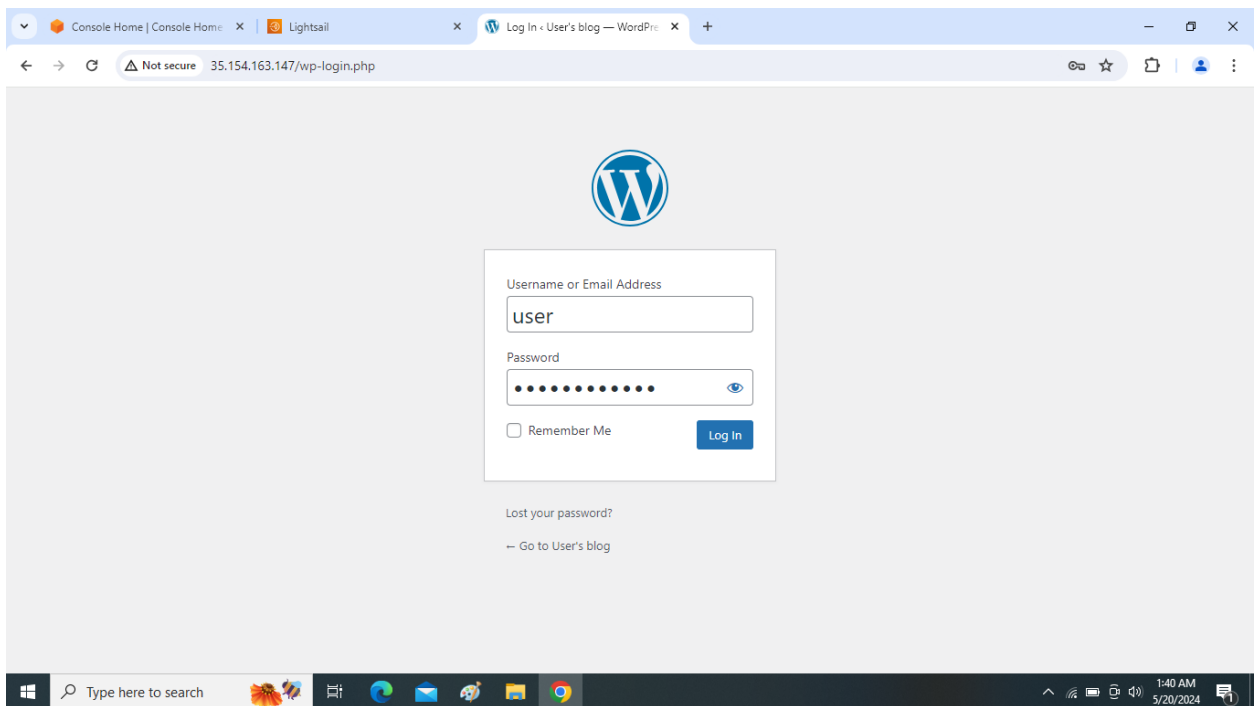 Console Home | Console Home
Lightsail
Log In ‹ User's blog — WordPre
Not secure
35.154.163.147/wp-login.php
Username or Email Address
user
Password
Remember Me
Log In
Lost your password?
← Go to User's blog
Type here to search
1:40 AM
5/20/2024
1